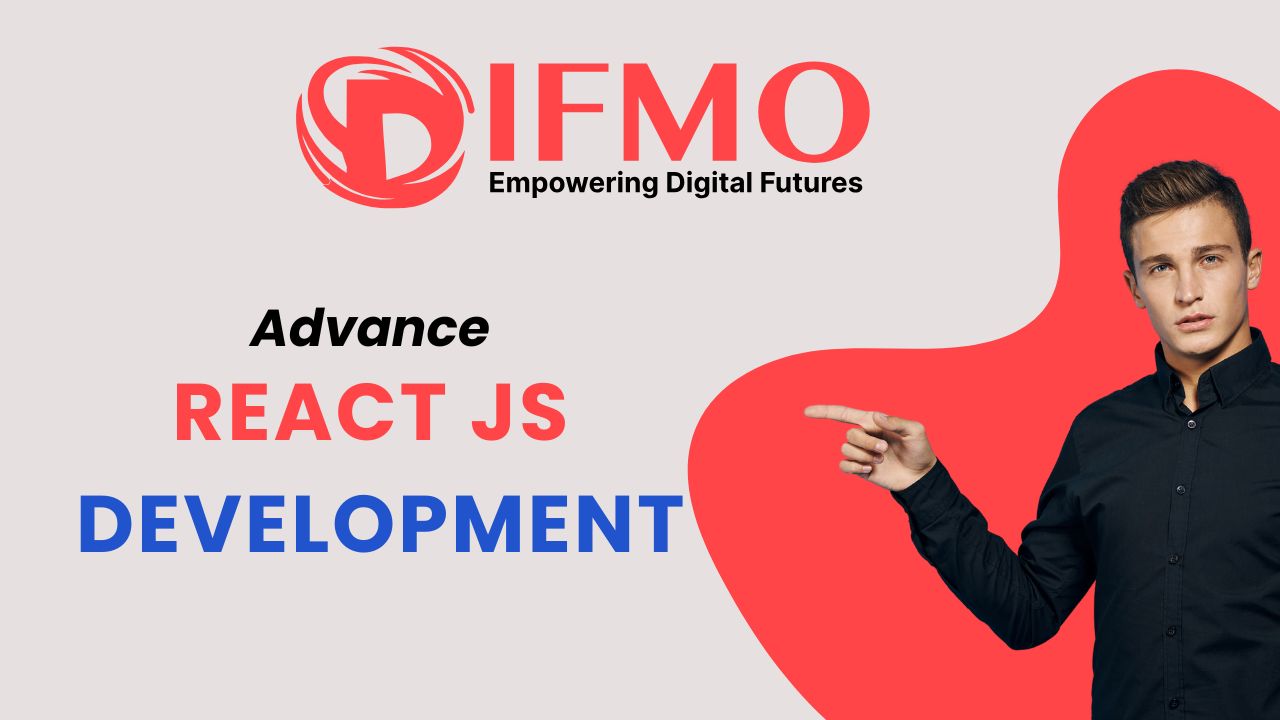 DIFMO
Empowering Digital Futures
Advance
REACT JS
DEVELOPMENT